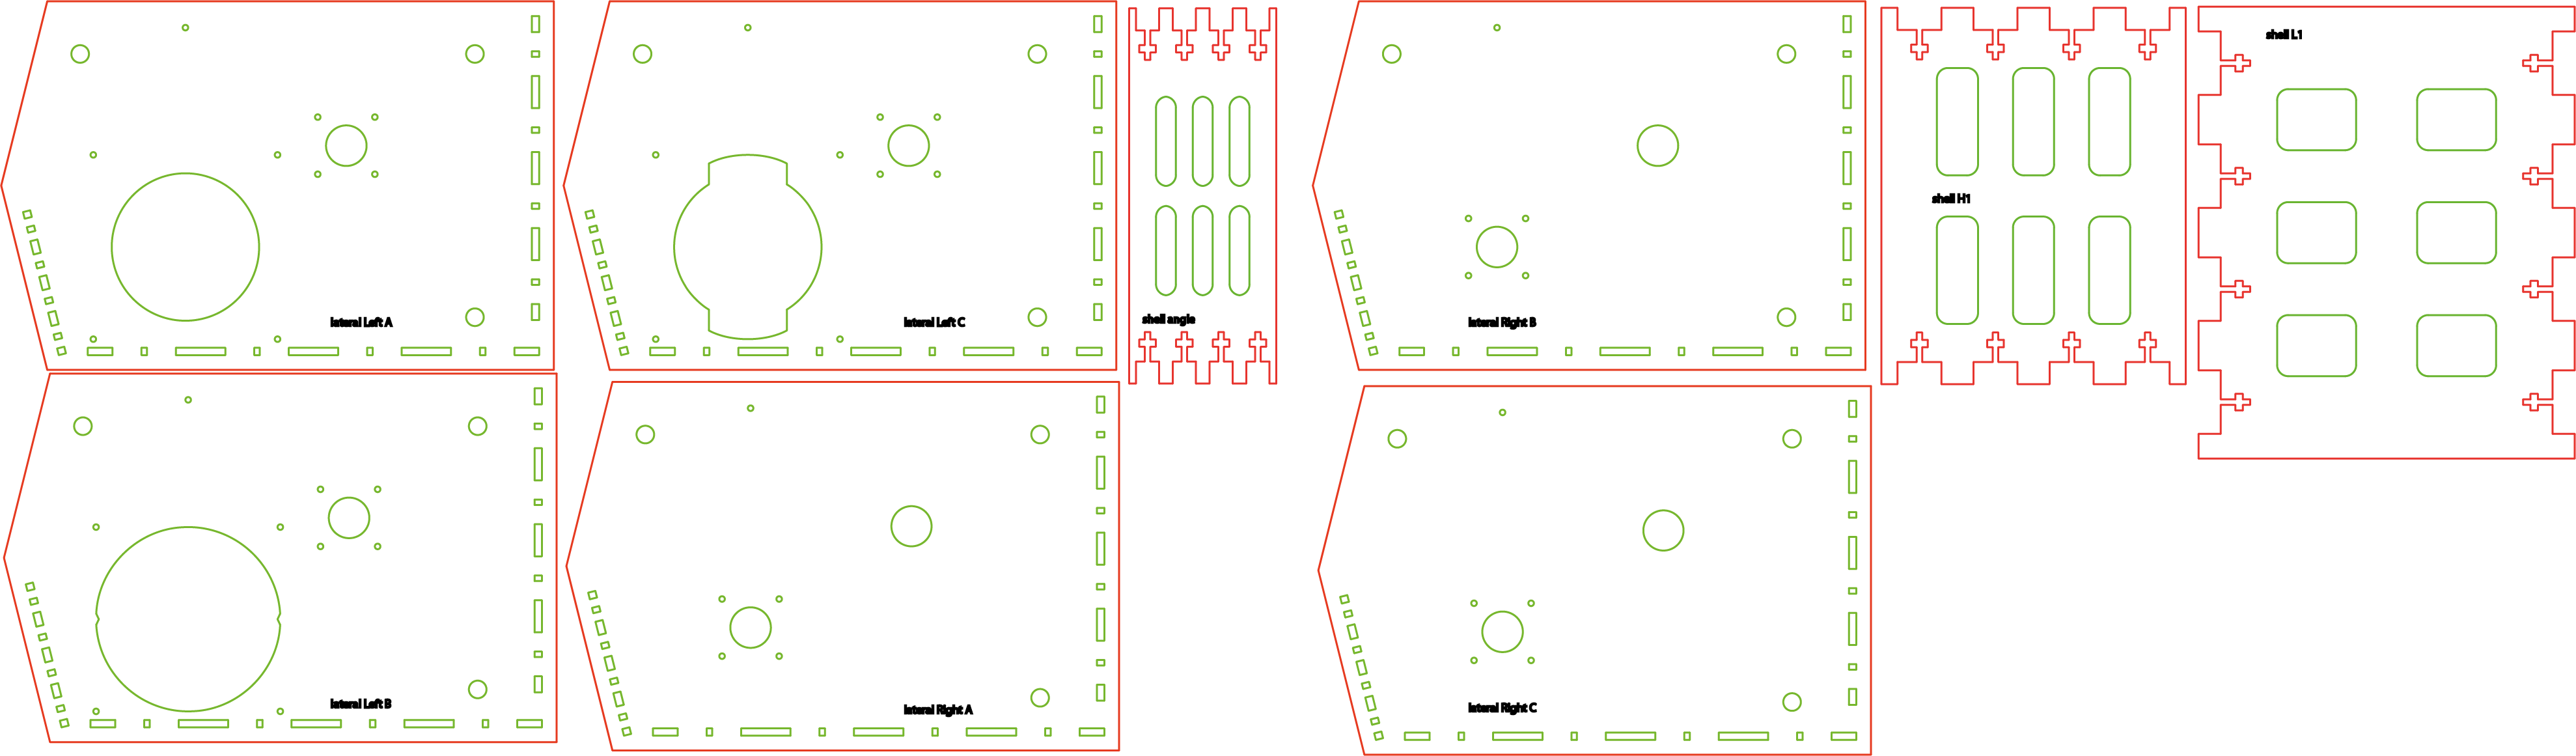 shell L1
shell H1
shell angle
lateral Left A
lateral Left C
lateral Right B
lateral Left B
lateral Right A
lateral Right C